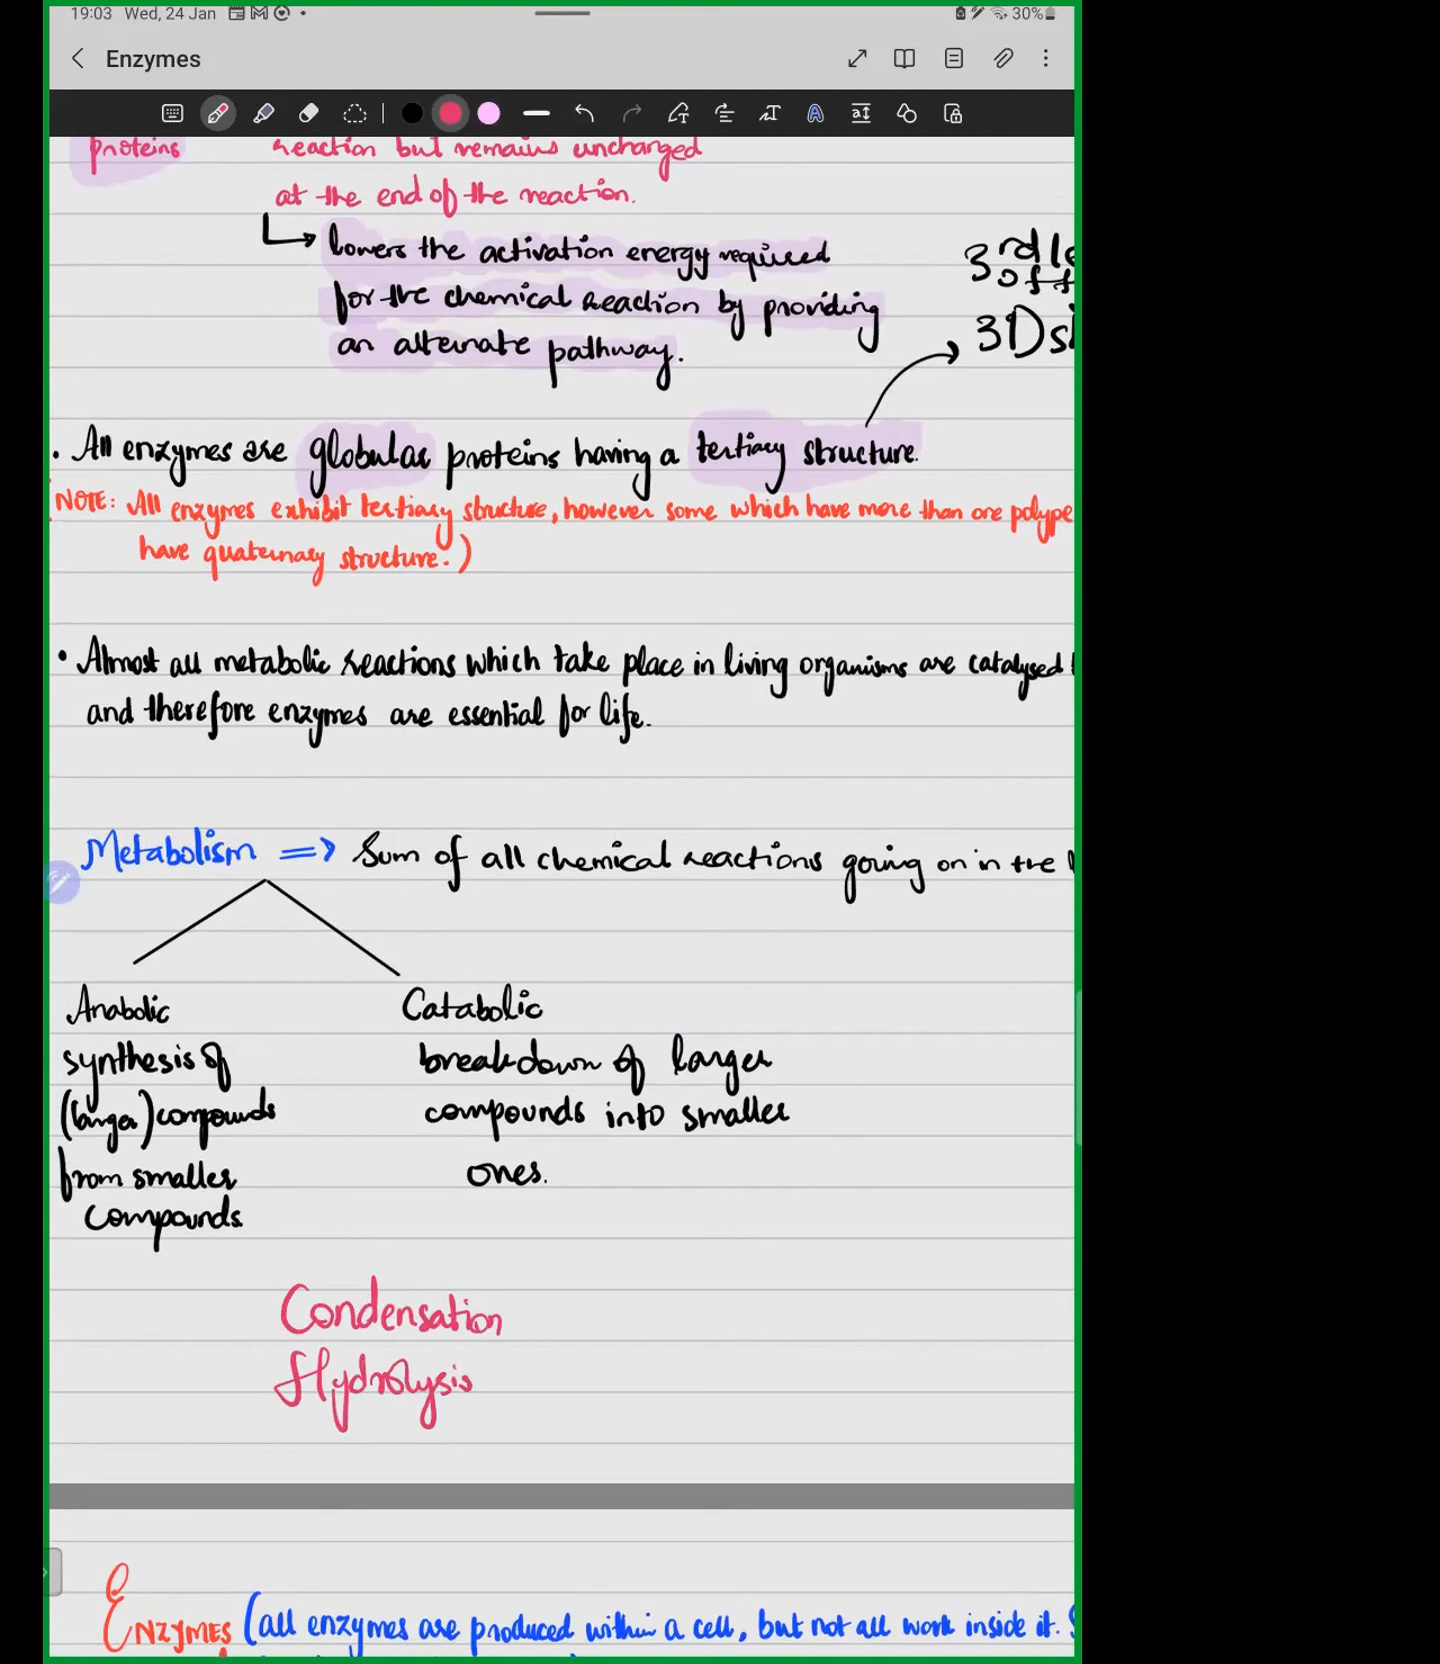 19:03 Wed, 24 Jan
30%
Enzymes
proteins
reaction but remains unchanged
at the end of the reaction.
lowers the activation energy required
for the chemical reaction by providing
an alternate pathway.
3rd le
of
3D s
. All enzymes are globular proteins having a tertiary structure.
NOTE: All enzymes exhibit tertiary structure, however some which have more than one polype
have quaternary structure.)
• Almost all metabolic reactions which take place in living organisms are catalysed
and therefore enzymes are essential for life.
Metabolism => Sum of all chemical reactions going on in the
Anabolic
synthesis of
(larger) compounds
from smaller
compounds.
Catabolic
breakdown of larger
compounds into smaller
ones.
Condensation
Hydrolysis
ENZYMES (all enzymes are produced within a cell, but not all work inside it.